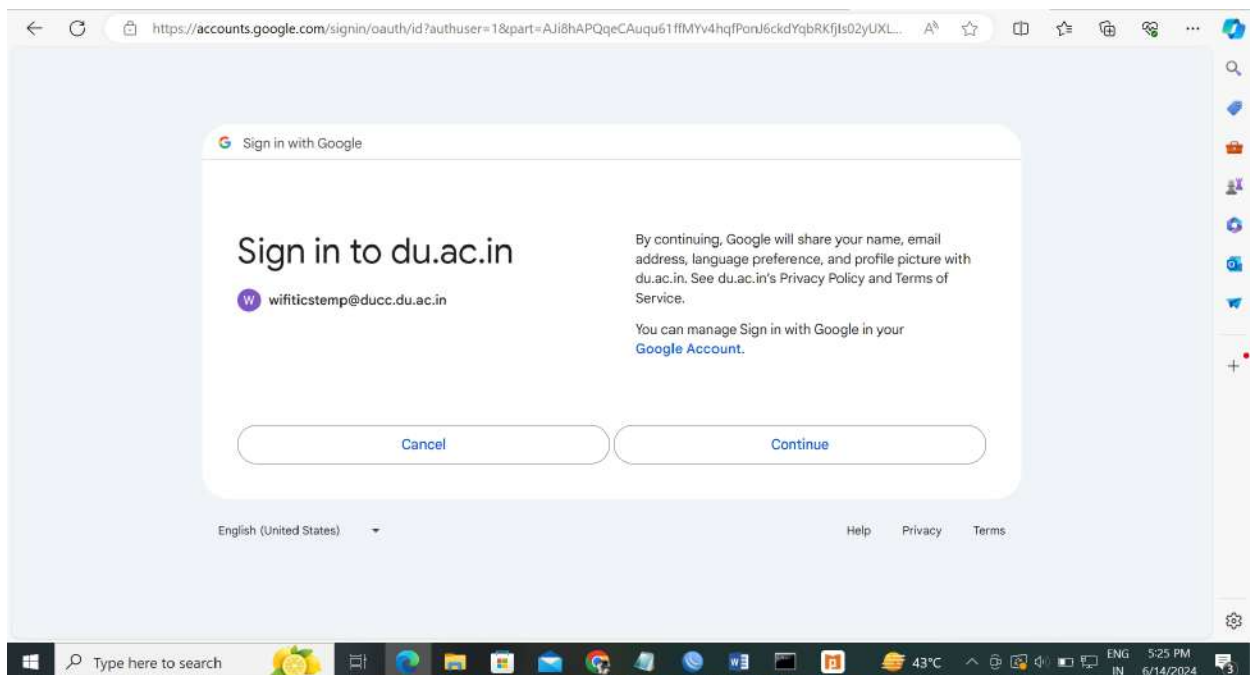 https://accounts.google.com/signin/oauth/id?authuser=1&part=AJi8hAPQqeCAuqu61ffMYv4hqfPonJ6ckdYqbRKfjIs02yUXL...
Sign in with Google
Sign in to du.ac.in
W wifiticstemp@ducc.du.ac.in
By continuing, Google will share your name, email
address, language preference, and profile picture with
du.ac.in. See du.ac.in's Privacy Policy and Terms of
Service.
You can manage Sign in with Google in your
Google Account.
Cancel
Continue
English (United States)
Help Privacy Terms
Type here to search
43°C
ENG
IN
5:25 PM
6/14/2024
3